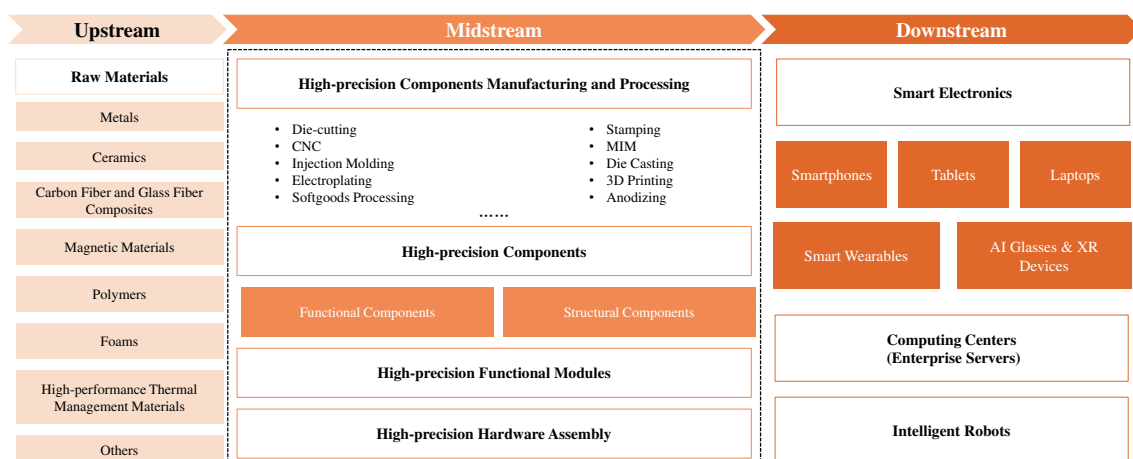 Upstream
Midstream
Downstream
Raw Materials
Metals
Ceramics
Carbon Fiber and Glass Fiber
Composites
Magnetic Materials
Polymers
Foams
High-performance Thermal
Management Materials
Others
High-precision Components Manufacturing and Processing
• Die-cutting
• CNC
• Injection Molding
• Electroplating
• Softgoods Processing
• Stamping
• MIM
• Die Casting
• 3D Printing
• Anodizing
……
High-precision Components
Functional Components
Structural Components
High-precision Functional Modules
High-precision Hardware Assembly
Smart Electronics
Smartphones
Tablets
Laptops
Smart Wearables
AI Glasses & XR
Devices
Computing Centers
(Enterprise Servers)
Intelligent Robots